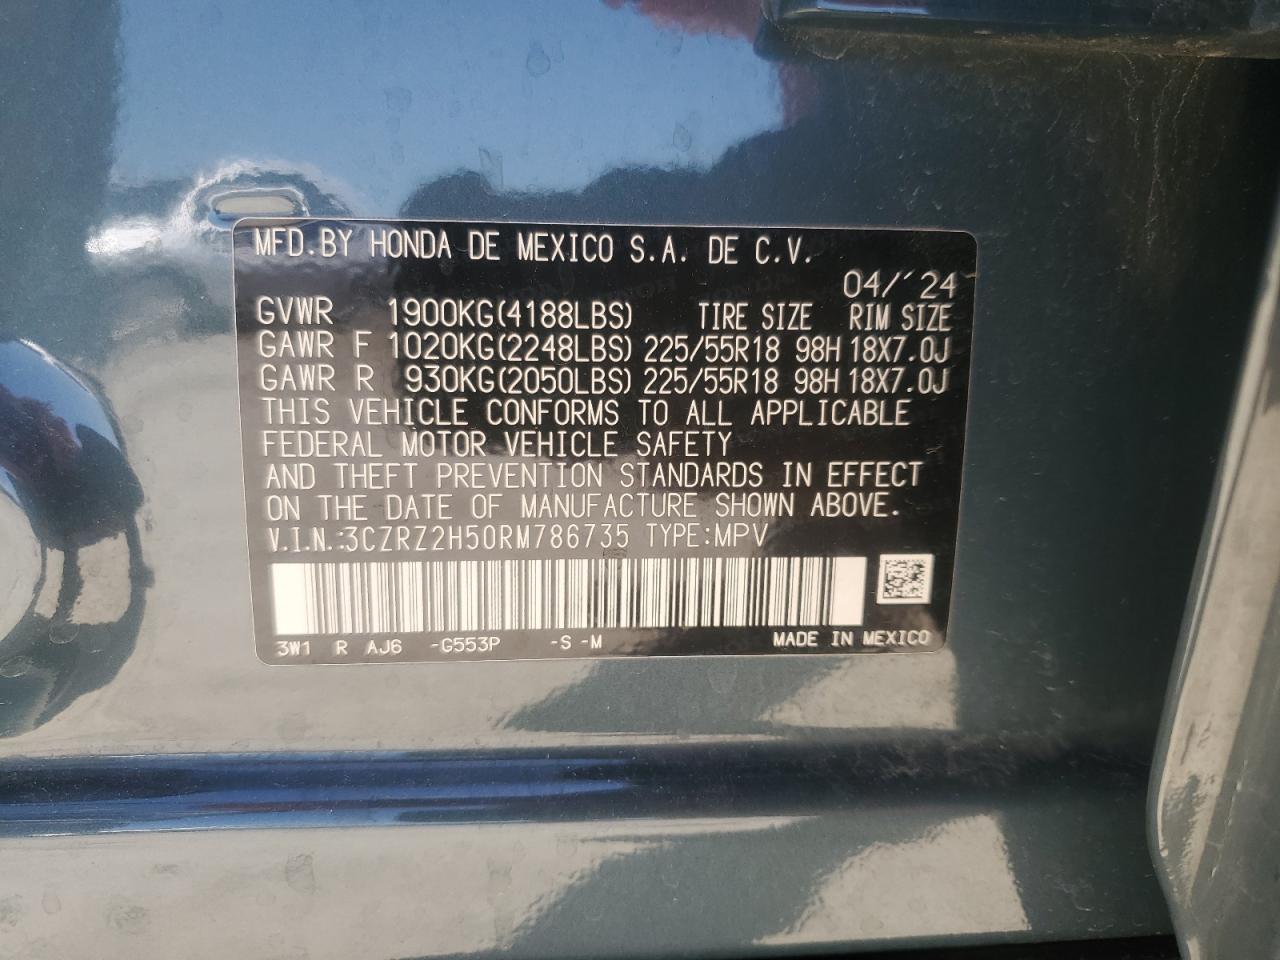 MFD.BY HONDA DE MEXICO S.A. DE C.V.
04/´24
GVWR 1900KG(4188LBS) TIRE SIZE RIM SIZE
GAWR F 1020KG(2248LBS) 225/55R18 98H 18X7.0J
GAWR R 930KG(2050LBS) 225/55R18 98H 18X7.0J
THIS VEHICLE CONFORMS TO ALL APPLICABLE
FEDERAL MOTOR VEHICLE SAFETY
AND THEFT PREVENTION STANDARDS IN EFFECT
ON THE DATE OF MANUFACTURE SHOWN ABOVE.
V.I.N.:3CZRZ2H50RM786735 TYPE:MPV
3W1 R AJ6 -G553P -S -M MADE IN MEXICO